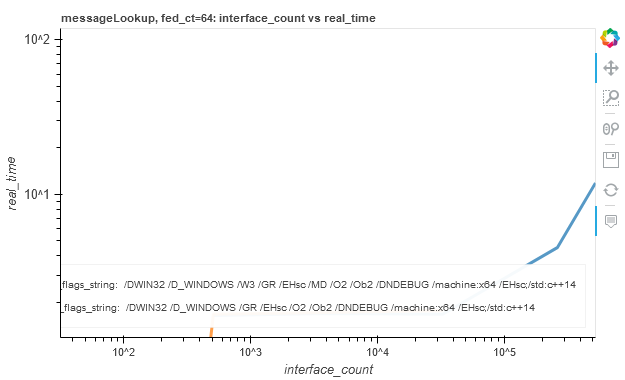 messageLookup, fed_ct=64: interface_count vs real_time
10^2
real_time
10^1
_flags_string: /DWIN32 /D_WINDOWS /W3 /GR /EHsc /MD /O2 /Ob2 /DNDEBUG /machine:x64 /EHsc;/std:c++14
_flags_string: /DWIN32 /D_WINDOWS /GR /EHsc /O2 /Ob2 /DNDEBUG /machine:x64 /EHsc;/std:c++14
10^2 10^3 10^4 10^5
interface_count